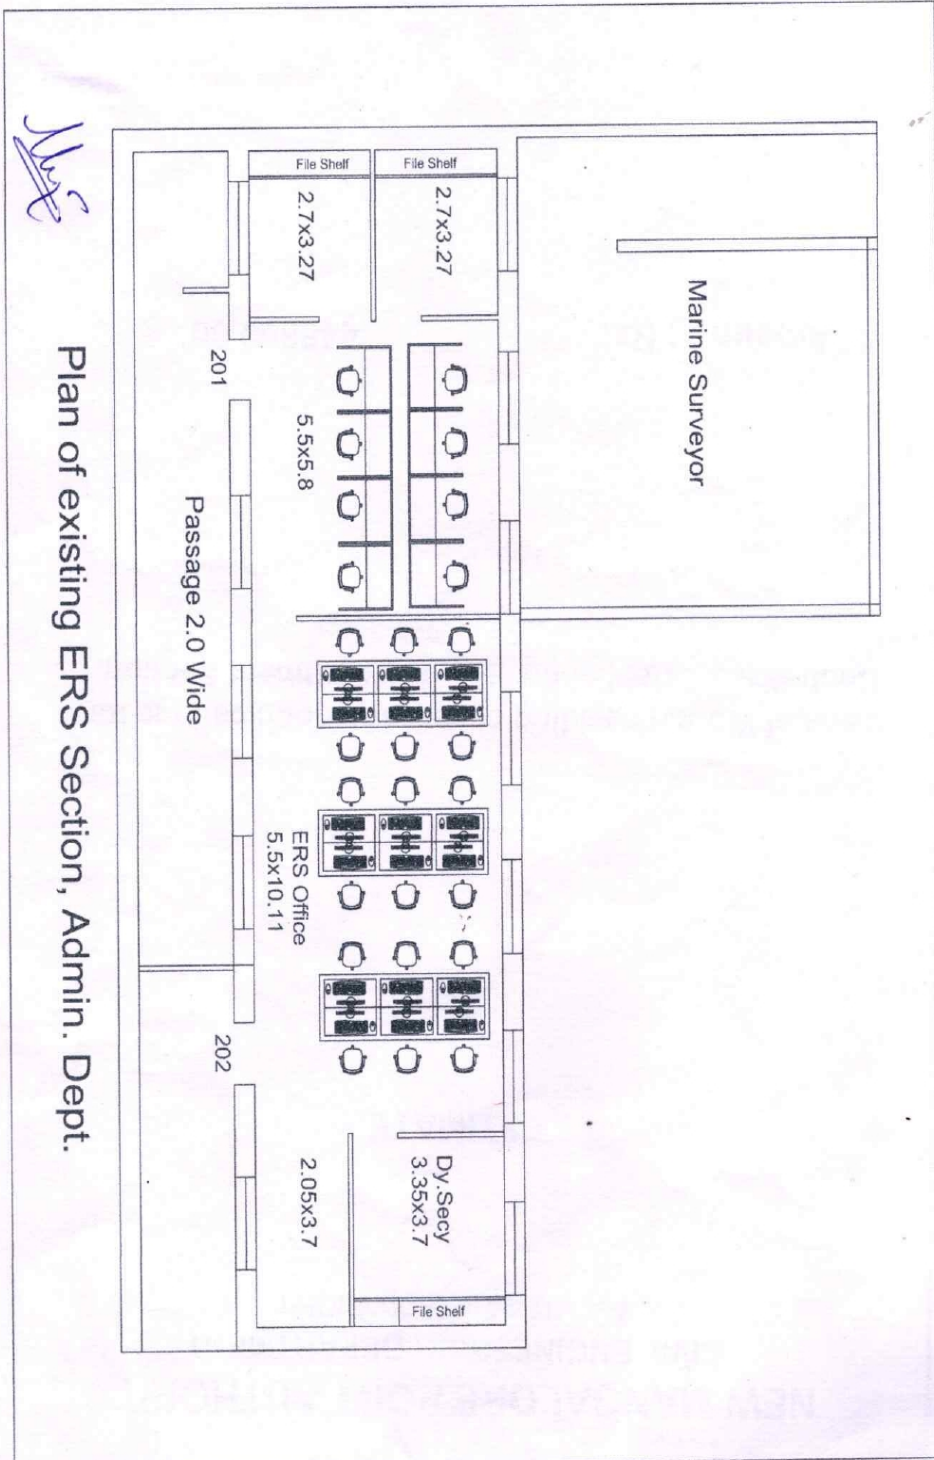 File Shelf
File Shelf
2.7x3.27
2.7x3.27
Marine Surveyor
201
5.5x5.8
Passage 2.0 Wide
ERS Office
5.5x10.11
202
Dy.Secy
3.35x3.7
2.05x3.7
File Shelf
Plan of existing ERS Section, Admin. Dept.